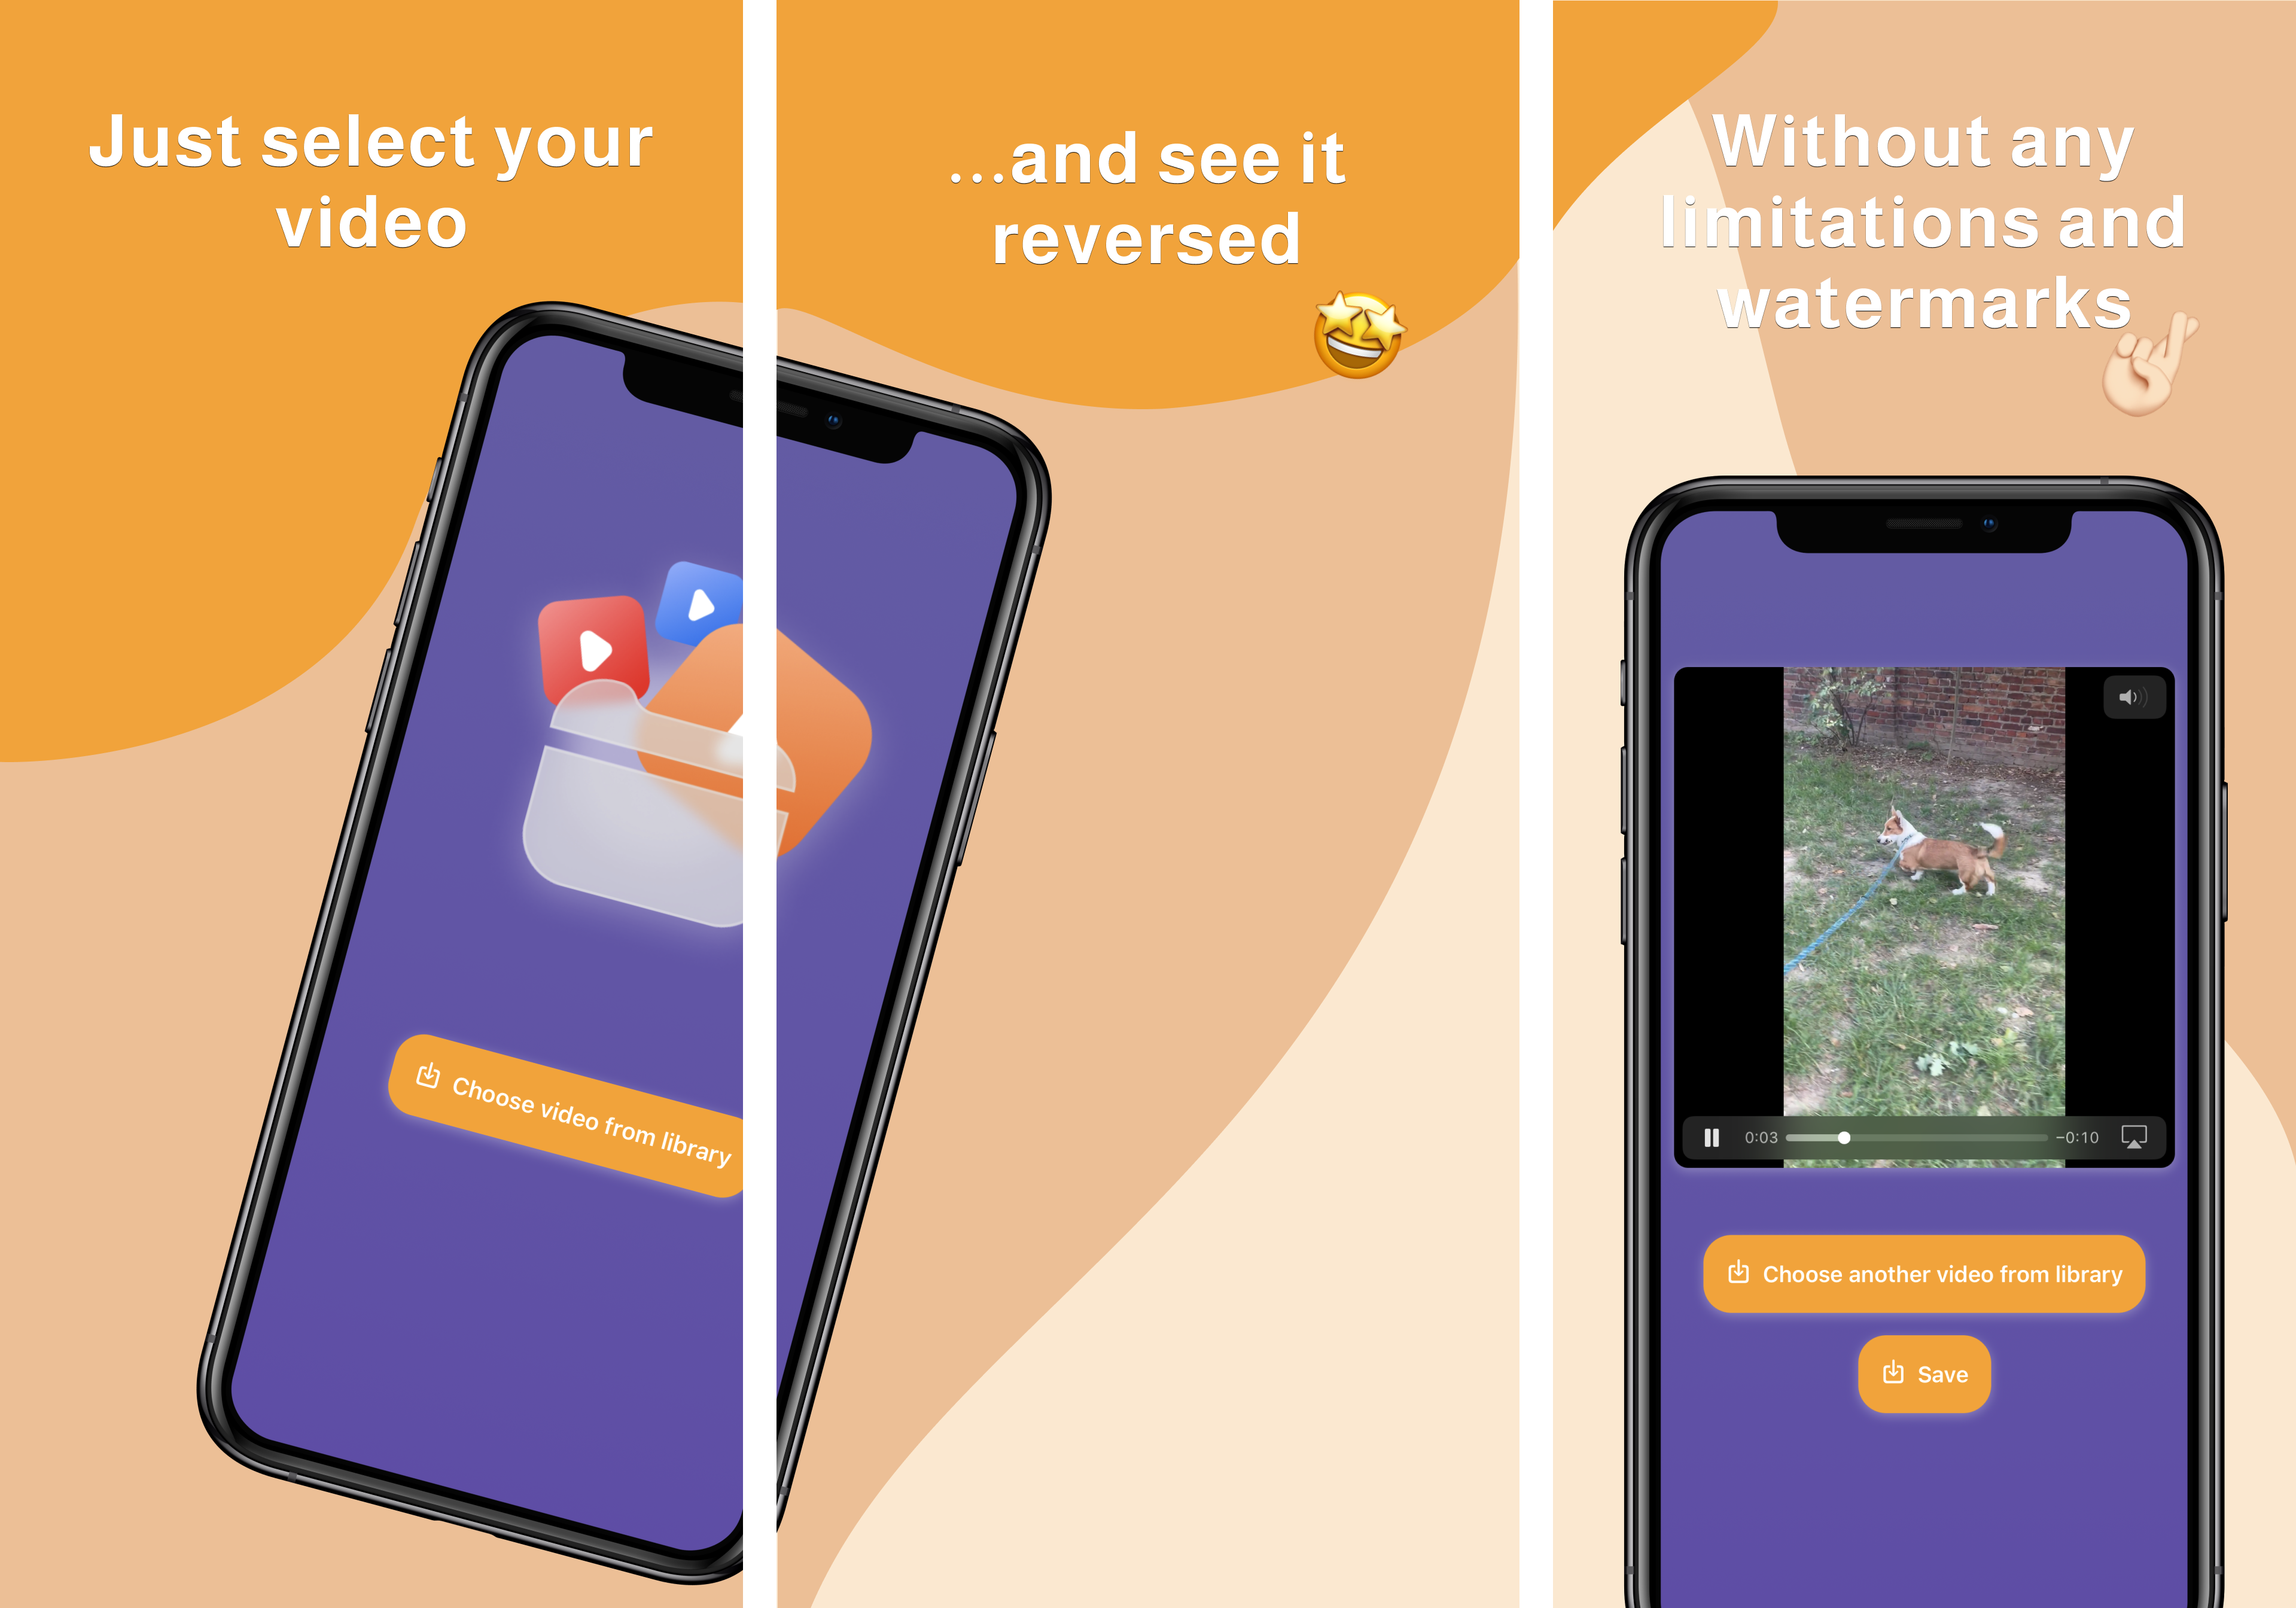 Just select your
video
Choose video from library
...and see it
reversed
Without any
limitations and
watermarks
0:03
−0:10
Choose another video from library
Save